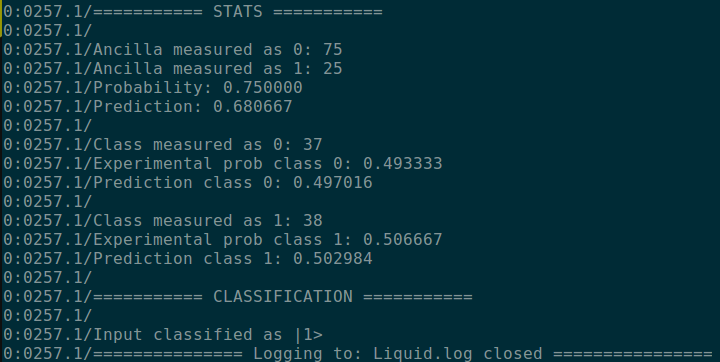 0:0257.1/=========== STATS ===========
0:0257.1/
0:0257.1/Ancilla measured as 0: 75
0:0257.1/Ancilla measured as 1: 25
0:0257.1/Probability: 0.750000
0:0257.1/Prediction: 0.680667
0:0257.1/
0:0257.1/Class measured as 0: 37
0:0257.1/Experimental prob class 0: 0.493333
0:0257.1/Prediction class 0: 0.497016
0:0257.1/
0:0257.1/Class measured as 1: 38
0:0257.1/Experimental prob class 1: 0.506667
0:0257.1/Prediction class 1: 0.502984
0:0257.1/
0:0257.1/=========== CLASSIFICATION ===========
0:0257.1/
0:0257.1/Input classified as |1>
0:0257.1/=============== Logging to: Liquid.log closed ================